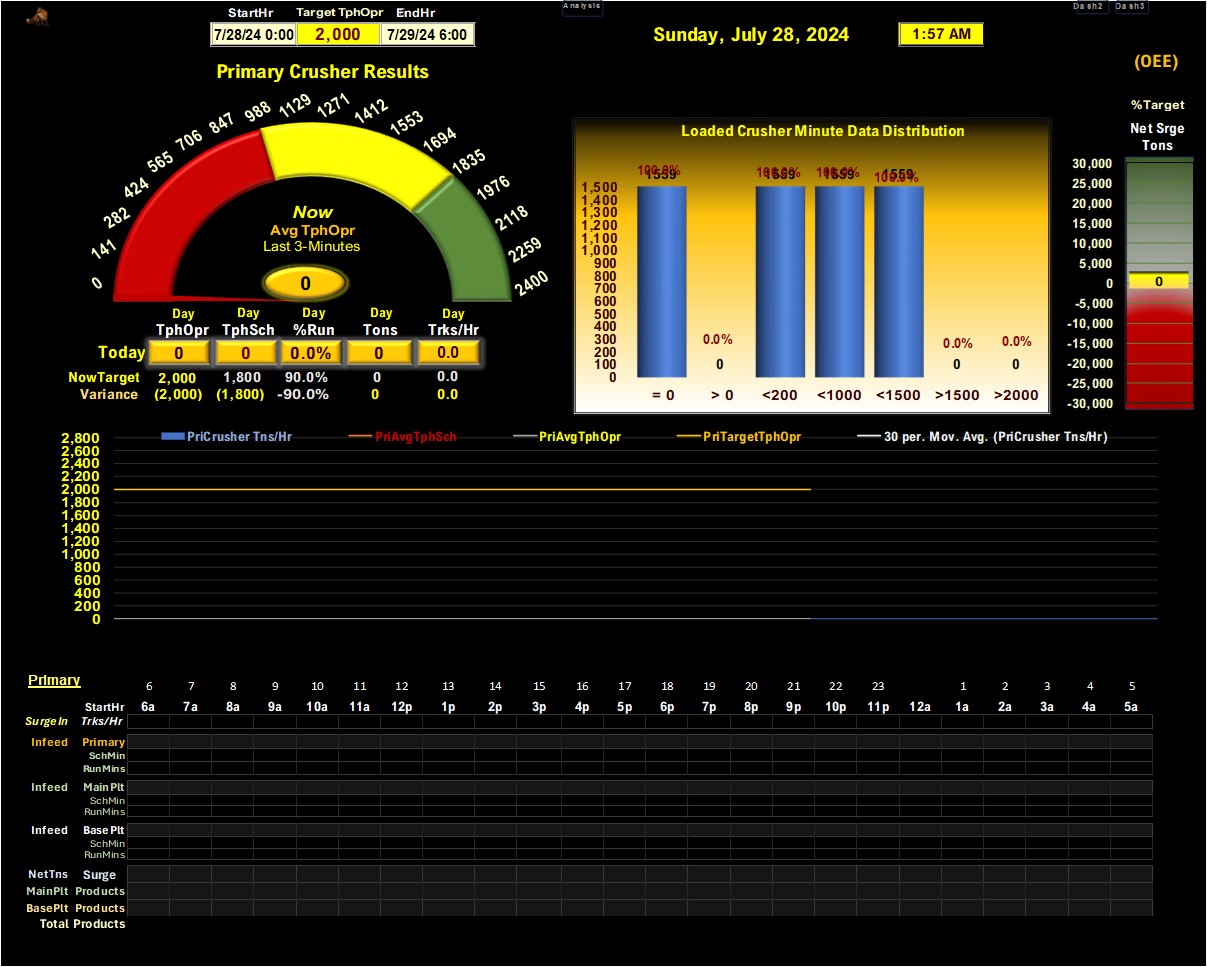 Analysis
Dash2 Dash3
StartHr Target TphOpr EndHr
7/28/24 0:00 2,000 7/29/24 6:00
Sunday, July 28, 2024 1:57 AM
(OEE)
Primary Crusher Results
%Target
Net Srge
Tons
0
141
282
424
565
706
847
988
1129
1271
1412
1553
1694
1835
1976
2118
2259
2400
Now
Avg TphOpr
Last 3-Minutes
0
Day Day Day Day Day
TphOpr TphSch %Run Tons Trks/Hr
Today 0 0 0.0% 0 0.0
NowTarget 2,000 1,800 90.0% 0 0.0
Variance (2,000) (1,800) -90.0% 0 0.0
Loaded Crusher Minute Data Distribution
100.0% 100.0% 100.0% 100.0%
1559 1559 1559 1559
1,500
1,400
1,300
1,200
1,100
1,000
900
800
700
600
500
400
300
200
100
0
0.0% 0.0% 0.0%
0 0 0
= 0 > 0 <200 <1000 <1500 >1500 >2000
30,000
25,000
20,000
15,000
10,000
5,000
0
-5,000
-10,000
-15,000
-20,000
-25,000
-30,000
0
PriCrusher Tns/Hr PriAvgTphSch PriAvgTphOpr PriTargetTphOpr 30 per. Mov. Avg. (PriCrusher Tns/Hr)
2,800
2,600
2,400
2,200
2,000
1,800
1,600
1,400
1,200
1,000
800
600
400
200
0
Primary
6 7 8 9 10 11 12 13 14 15 16 17 18 19 20 21 22 23 1 2 3 4 5
StartHr 6a 7a 8a 9a 10a 11a 12p 1p 2p 3p 4p 5p 6p 7p 8p 9p 10p 11p 12a 1a 2a 3a 4a 5a
SurgeIn Trks/Hr
Infeed Primary
SchMin
RunMins
Infeed MainPlt
SchMin
RunMins
Infeed BasePlt
SchMin
RunMins
NetTns Surge
MainPlt Products
BasePlt Products
Total Products